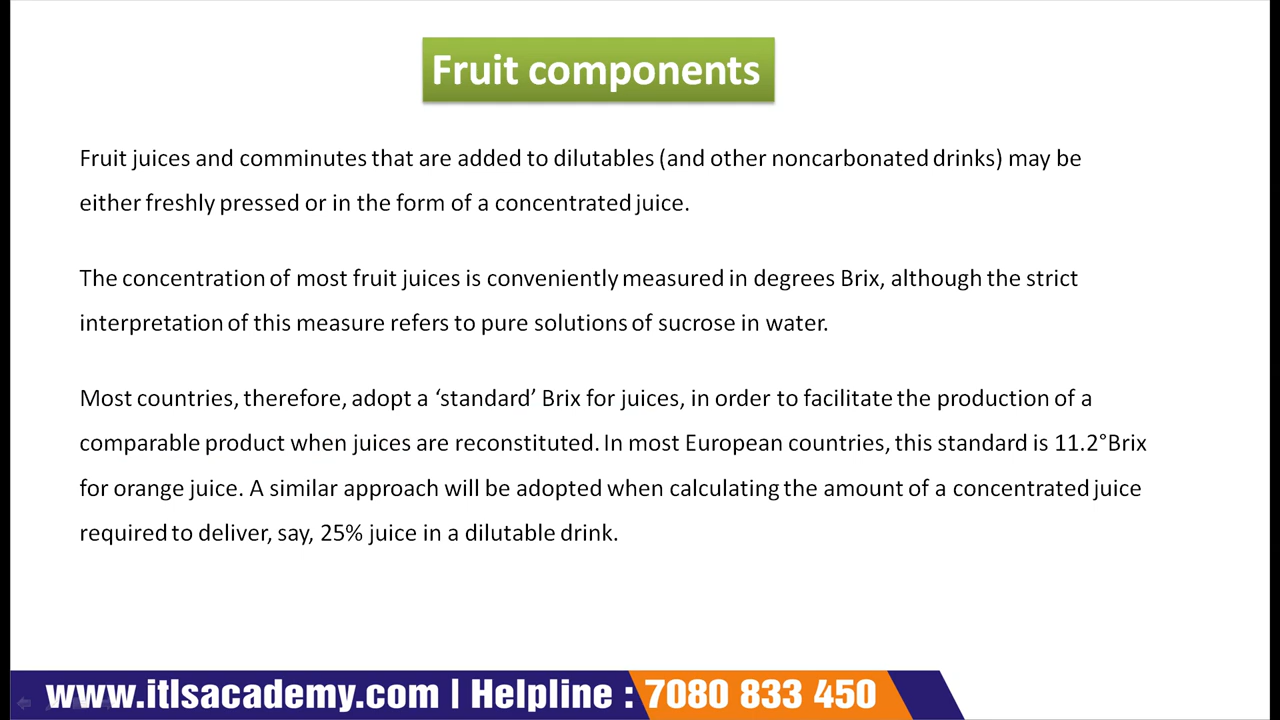 Fruit components
Fruit juices and comminutes that are added to dilutables (and other noncarbonated drinks) may be
either freshly pressed or in the form of a concentrated juice.
The concentration of most fruit juices is conveniently measured in degrees Brix, although the strict
interpretation of this measure refers to pure solutions of sucrose in water.
Most countries, therefore, adopt a ‘standard’ Brix for juices, in order to facilitate the production of a
comparable product when juices are reconstituted. In most European countries, this standard is 11.2°Brix
for orange juice. A similar approach will be adopted when calculating the amount of a concentrated juice
required to deliver, say, 25% juice in a dilutable drink.
www.itlsacademy.com | Helpline : 7080 833 450